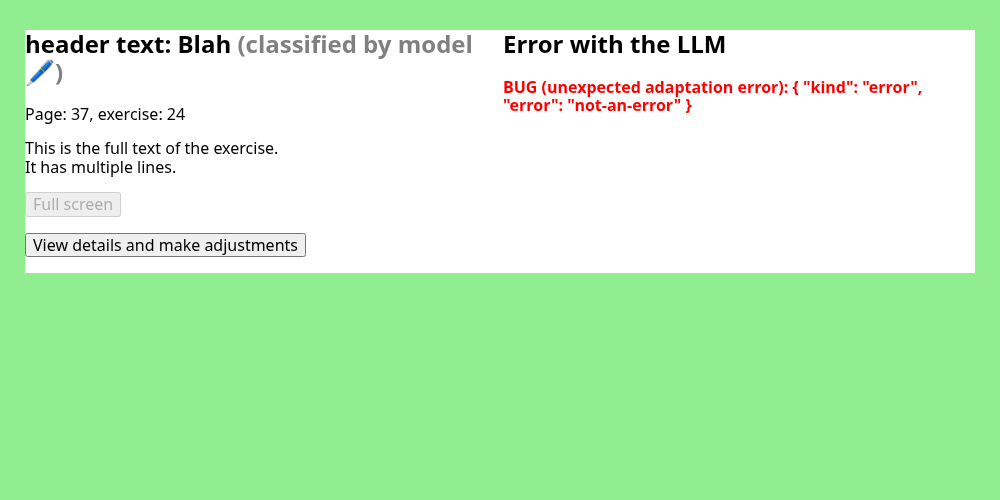 header text: Blah (classified by model
🖊️)
Page: 37, exercise: 24
This is the full text of the exercise.
It has multiple lines.
Full screen
View details and make adjustments
Error with the LLM
BUG (unexpected adaptation error): { "kind": "error",
"error": "not-an-error" }